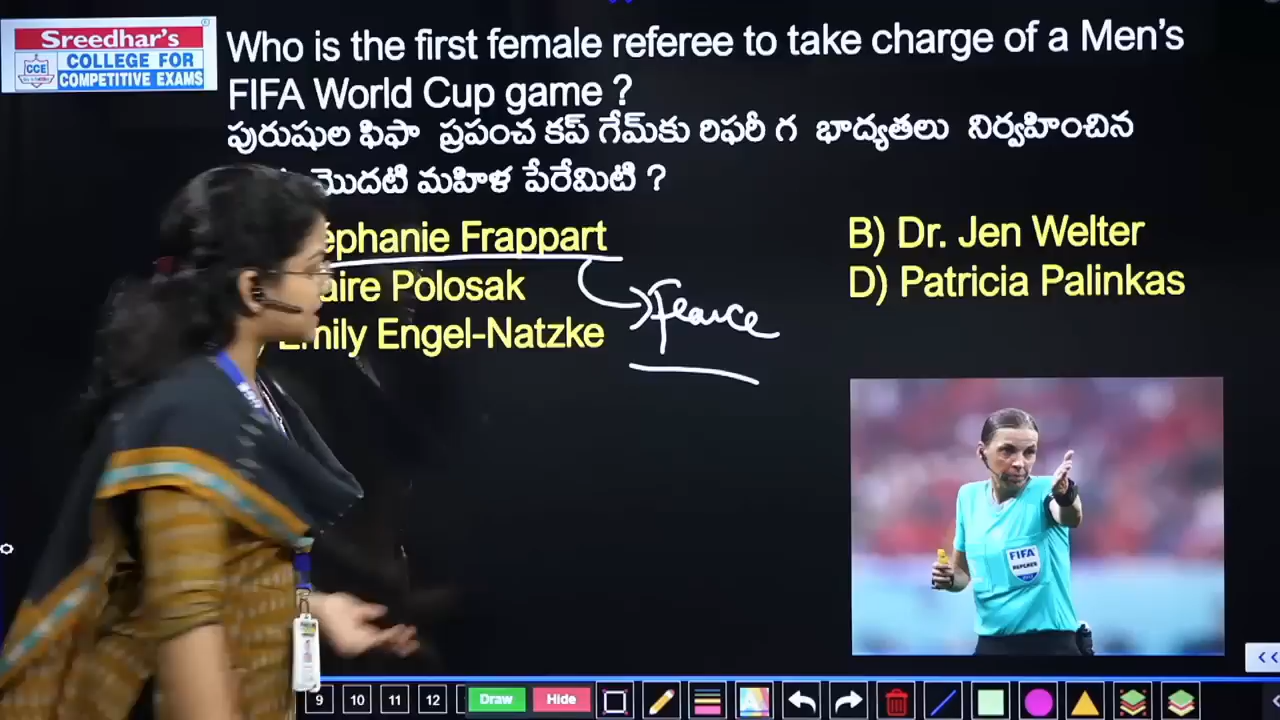 Sreedhar's
CCE
COLLEGE FOR
COMPETITIVE EXAMS
Who is the first female referee to take charge of a Men's
FIFA World Cup game ?
పురుషుల ఫిఫా ప్రపంచ కప్ గేమ్‌కు రిఫరీ గ భాద్యతలు నిర్వహించిన
మొదటి మహిళ పేరేమిటి ?
ephanie Frappart
B) Dr. Jen Welter
aire Polosak
D) Patricia Palinkas
Emily Engel-Natzke
FIFA
REFEREE
9 10 11 12 Draw Hide